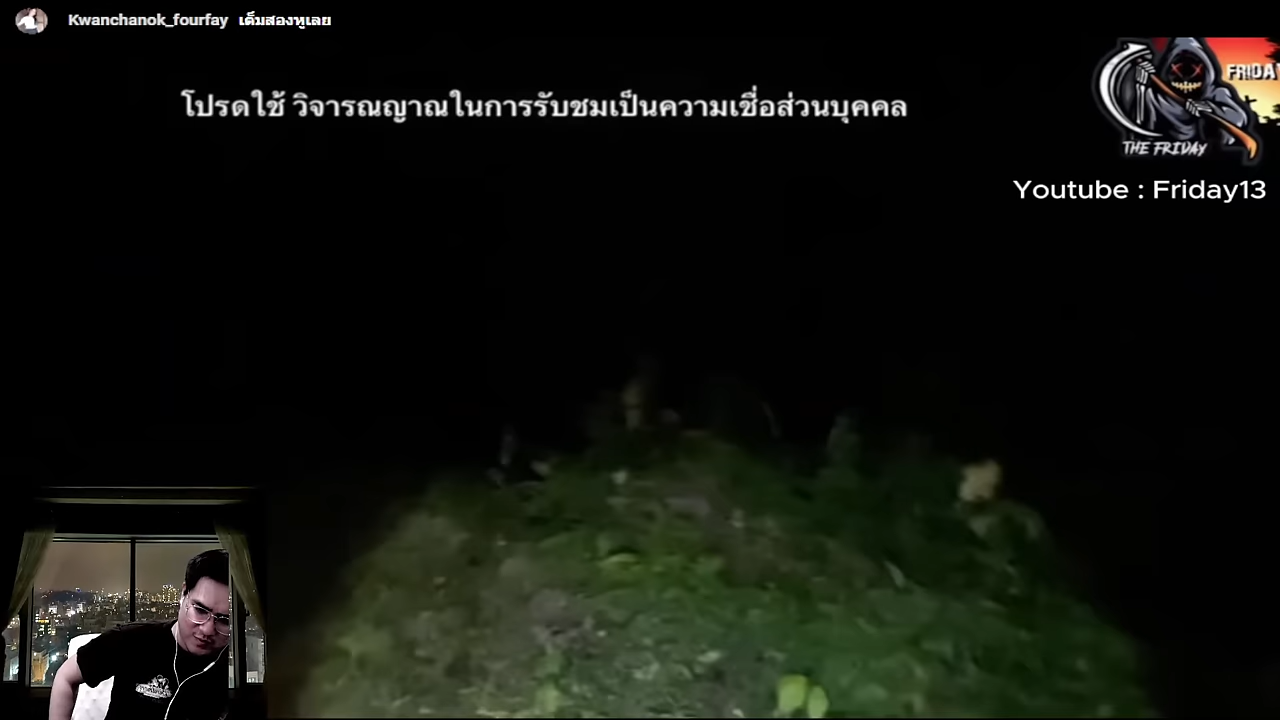 Kwanchanok_fourfay เต็มสองหูเลย
โปรดใช้ วิจารณญาณในการรับชมเป็นความเชื่อส่วนบุคคล
FRIDAY
THE FRIDAY
Youtube : Friday13